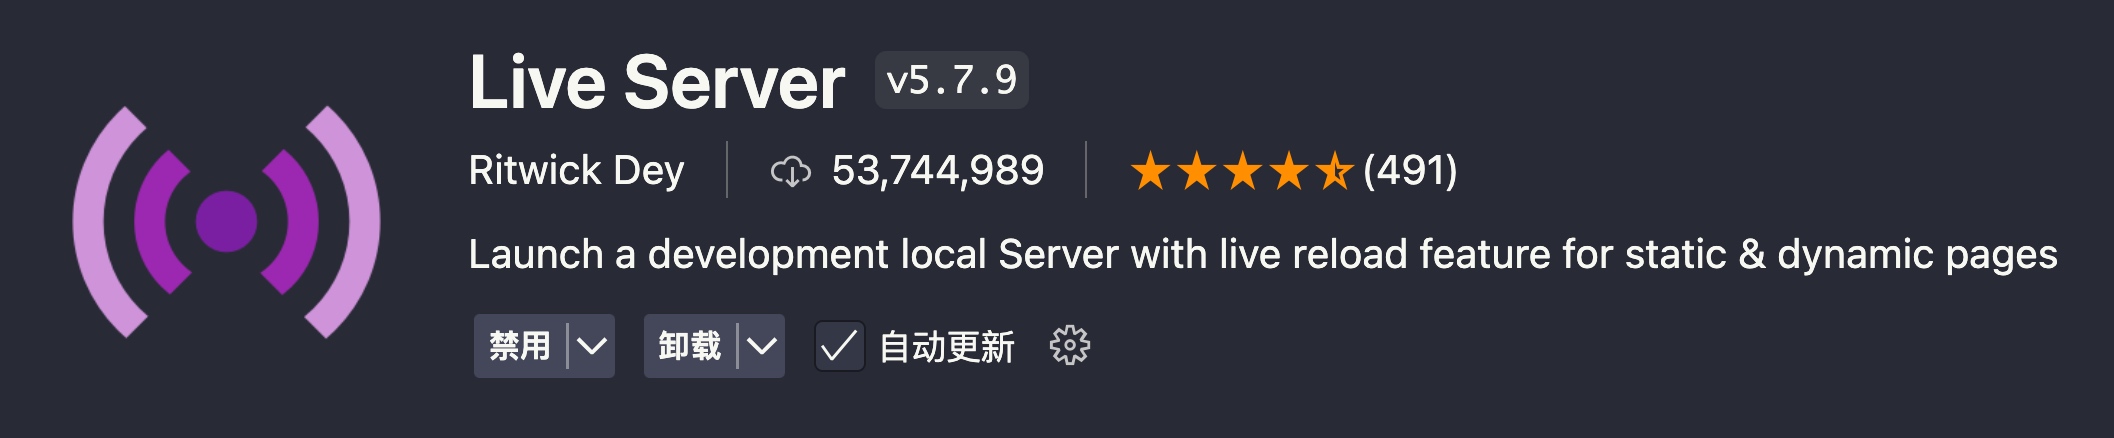 Live Server v5.7.9
Ritwick Dey 53,744,989 (491)
Launch a development local Server with live reload feature for static & dynamic pages
禁用 卸载 自动更新